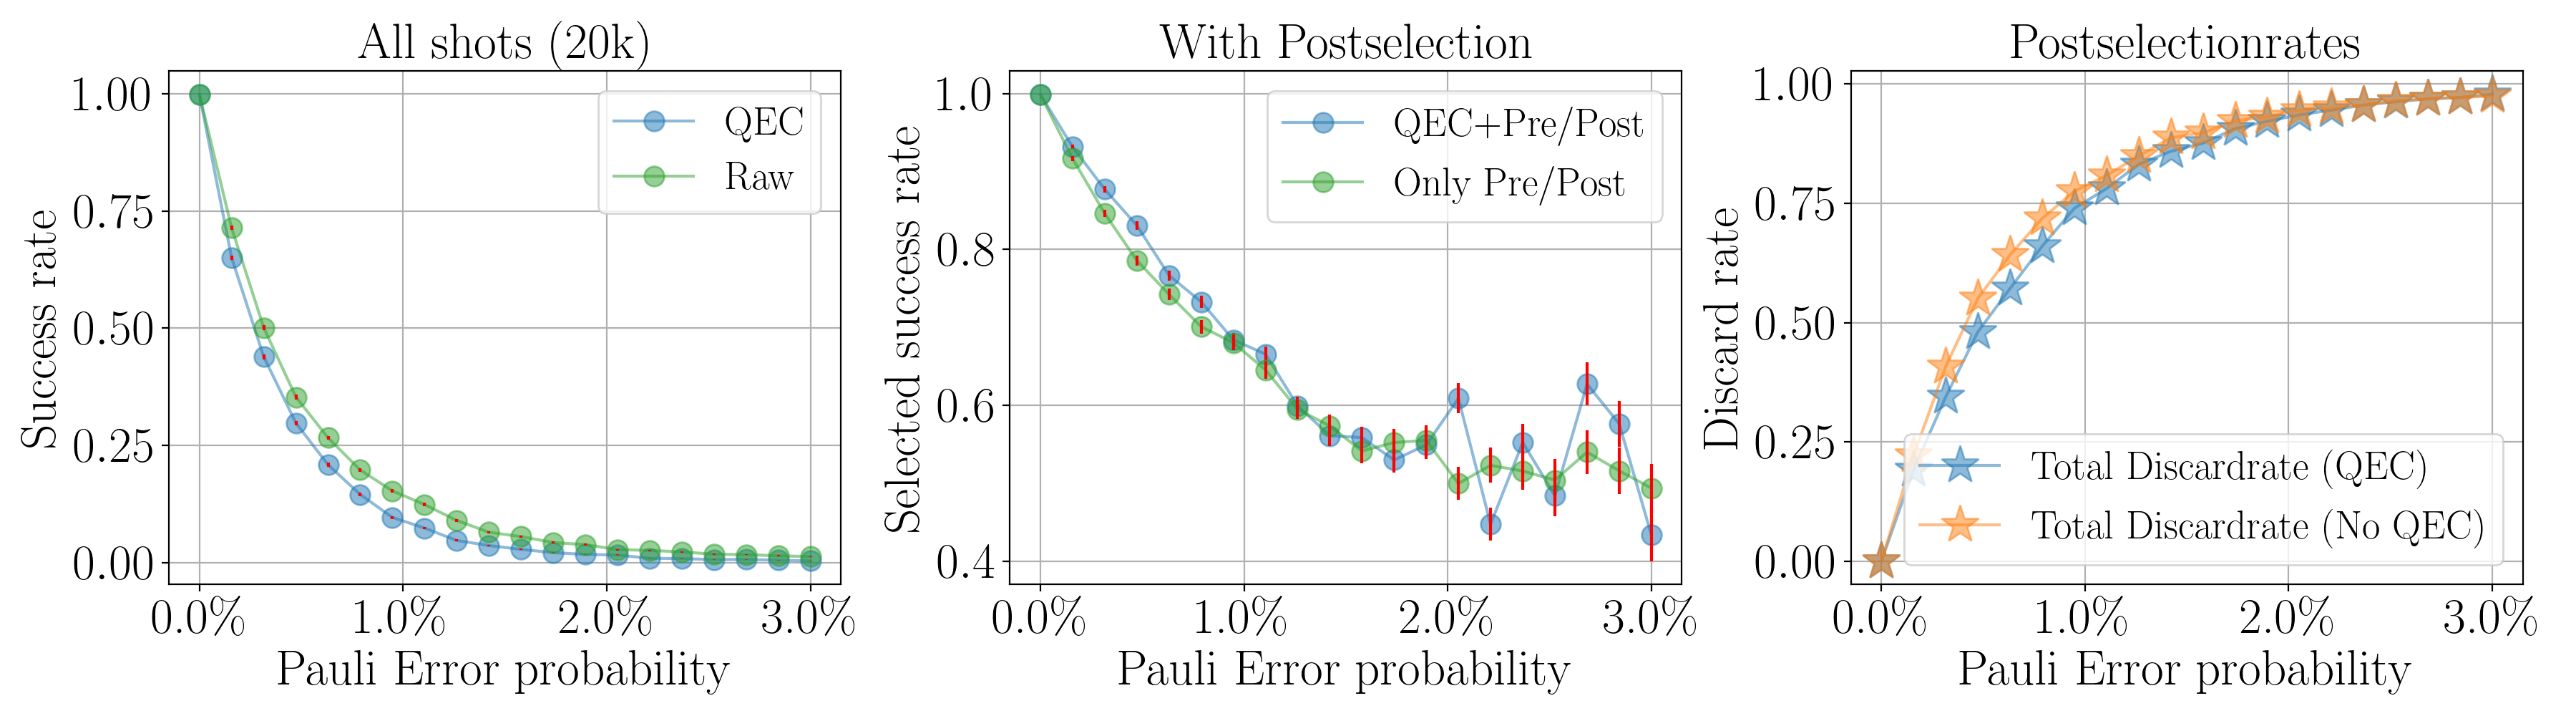 All shots (20k)
1.00
0.75
0.50
0.25
0.00
Success rate
QEC
Raw
0.0%
1.0%
2.0%
3.0%
Pauli Error probability
With Postselection
1.0
0.8
0.6
0.4
Selected success rate
QEC+Pre/Post
Only Pre/Post
0.0%
1.0%
2.0%
3.0%
Pauli Error probability
Postselectionrates
1.00
0.75
0.50
0.25
0.00
Discard rate
Total Discardrate (QEC)
Total Discardrate (No QEC)
0.0%
1.0%
2.0%
3.0%
Pauli Error probability